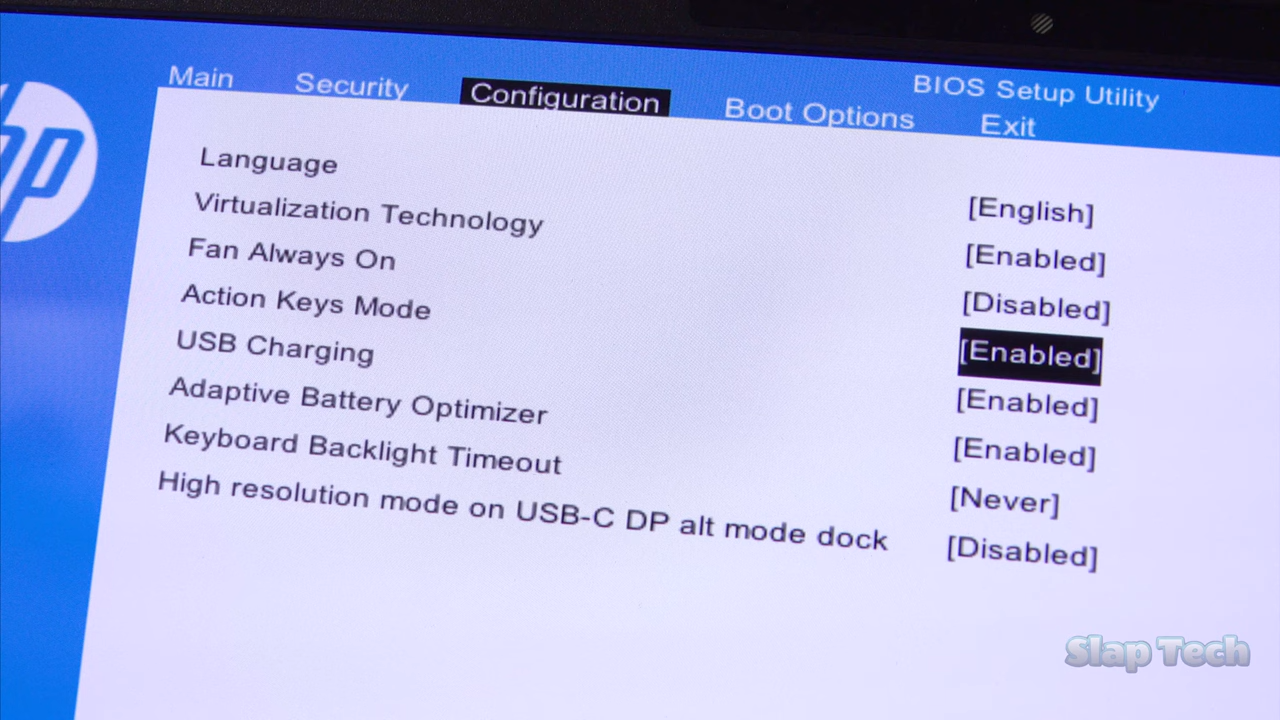 BIOS Setup Utility
Main Security Configuration Boot Options Exit
hp
Language [English]
Virtualization Technology [Enabled]
Fan Always On [Disabled]
Action Keys Mode [Enabled]
USB Charging [Enabled]
Adaptive Battery Optimizer [Enabled]
Keyboard Backlight Timeout [Never]
High resolution mode on USB-C DP alt mode dock [Disabled]
Slap Tech